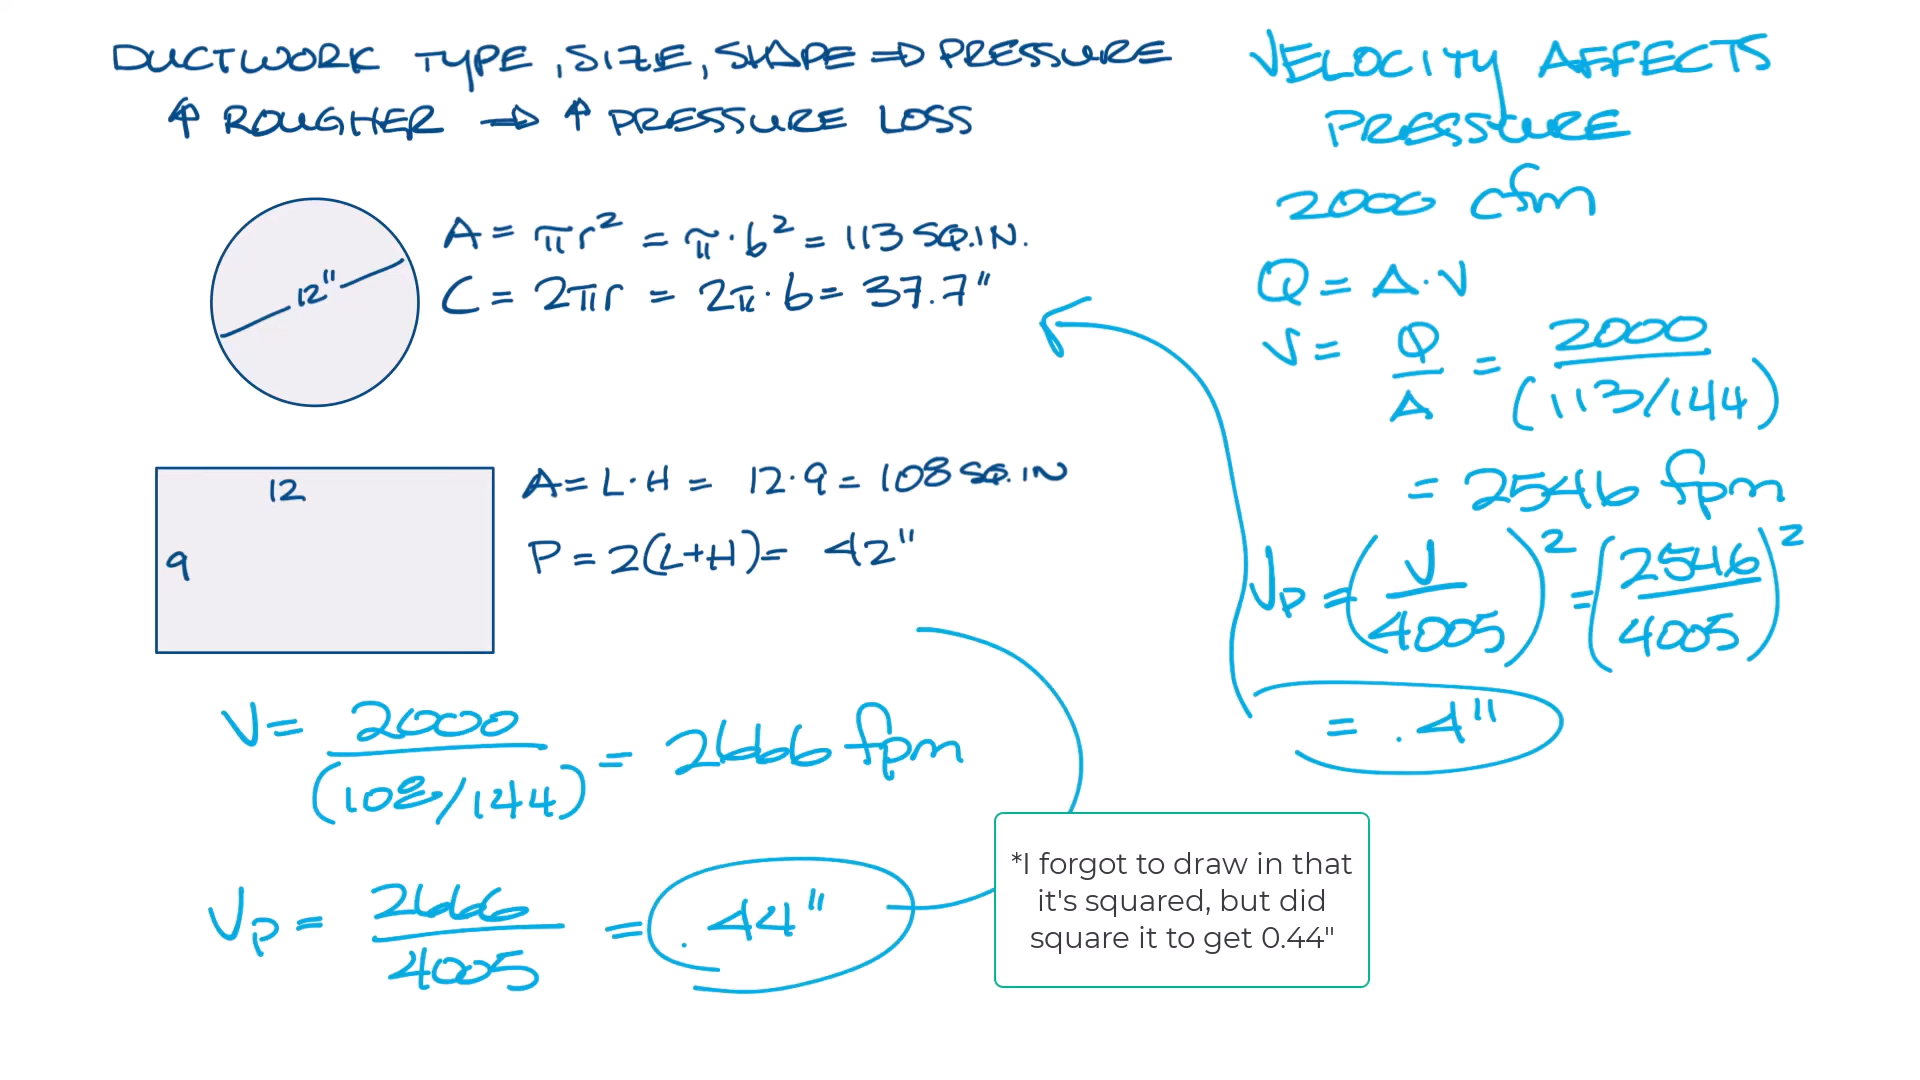 DUCTWORK TYPE, SIZE, SHAPE ⇒ PRESSURE
↑ ROUGHER → ↑ PRESSURE LOSS
12"
A = πr² = π·6² = 113 SQ.IN.
C = 2πr = 2π·6 = 37.7"
12
9
A = L·H = 12·9 = 108 SQ.IN
P = 2(L+H) = 42"
V = 2000/(108/144) = 2666 fpm
Vp = 2666/4005 = .44"
VELOCITY AFFECTS
PRESSURE
2000 cfm
Q = A·V
V = Q/A = 2000/(113/144)
= 2546 fpm
Vp = (V/4005)² = (2546/4005)²
= .4"
*I forgot to draw in that
it's squared, but did
square it to get 0.44"